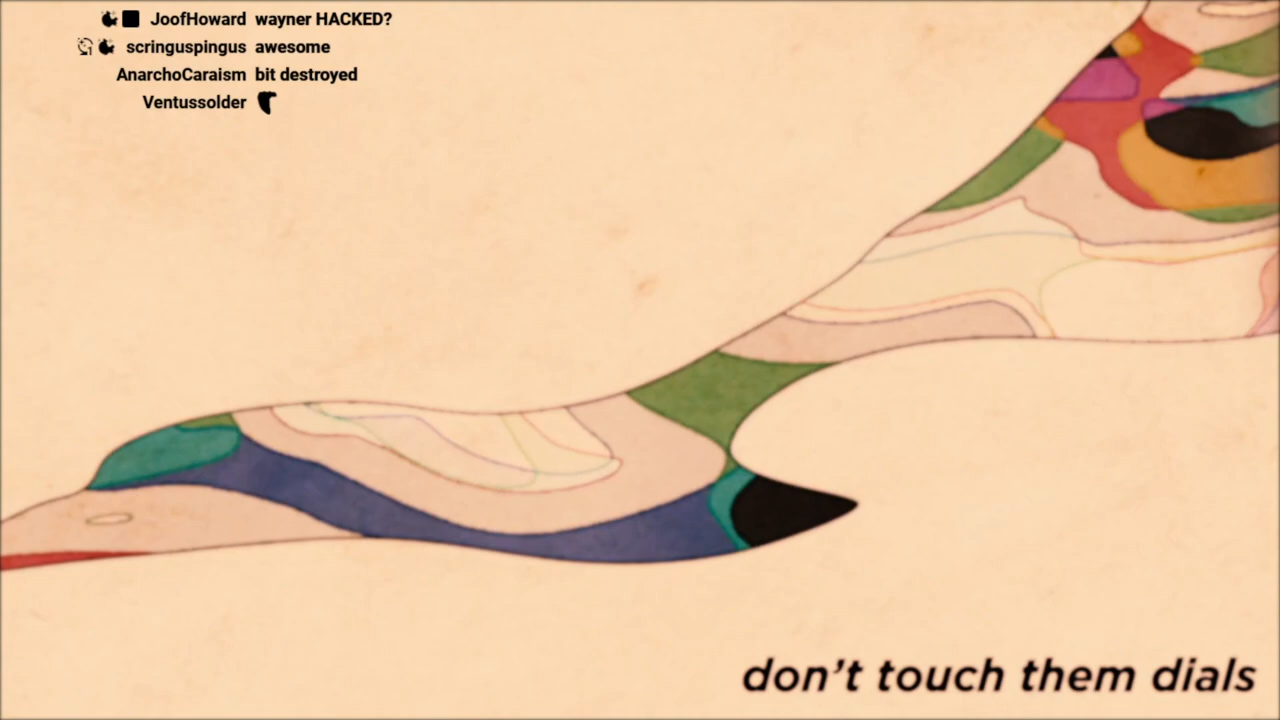 JoofHoward wayner HACKED?
scringuspingus awesome
AnarchoCaraism bit destroyed
Ventussolder
don't touch them dials